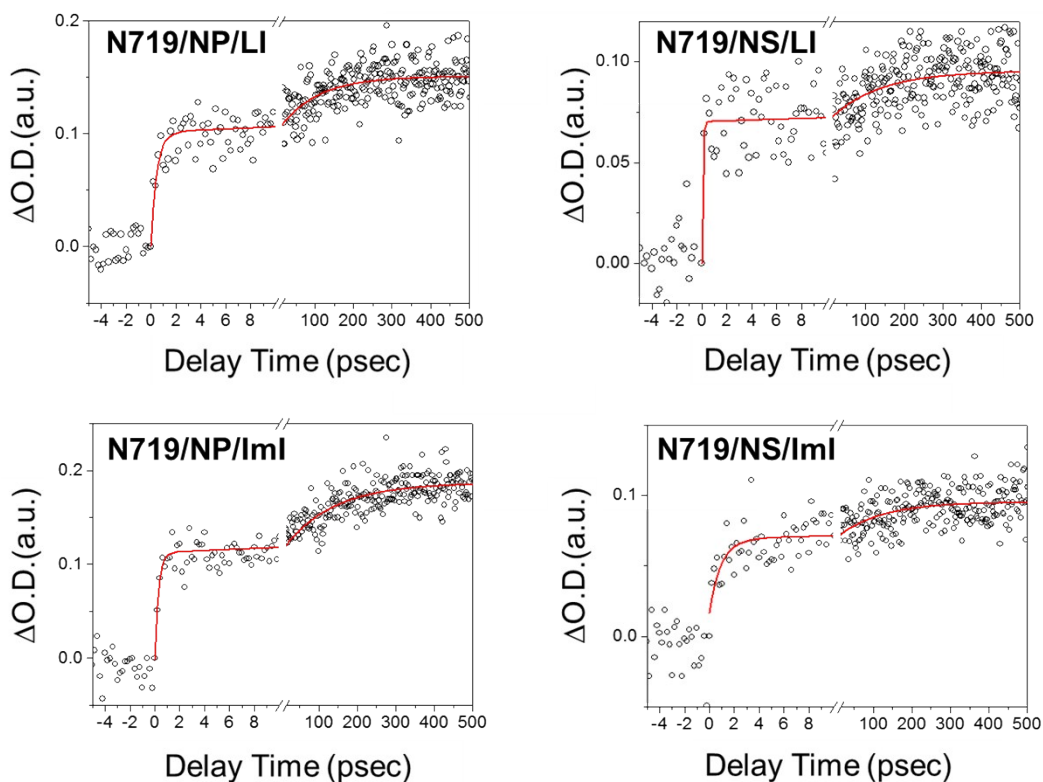 N719/NP/LI
ΔO.D.(a.u.)
0.2
0.1
0.0
-4 -2 0 2 4 6 8 100 200 300 400 500
Delay Time (psec)
N719/NS/LI
ΔO.D.(a.u.)
0.10
0.05
0.00
-4 -2 0 2 4 6 8 100 200 300 400 500
Delay Time (psec)
N719/NP/ImI
ΔO.D.(a.u.)
0.2
0.1
0.0
-4 -2 0 2 4 6 8 100 200 300 400 500
Delay Time (psec)
N719/NS/ImI
ΔO.D.(a.u.)
0.1
0.0
-4 -2 0 2 4 6 8 100 200 300 400 500
Delay Time (psec)